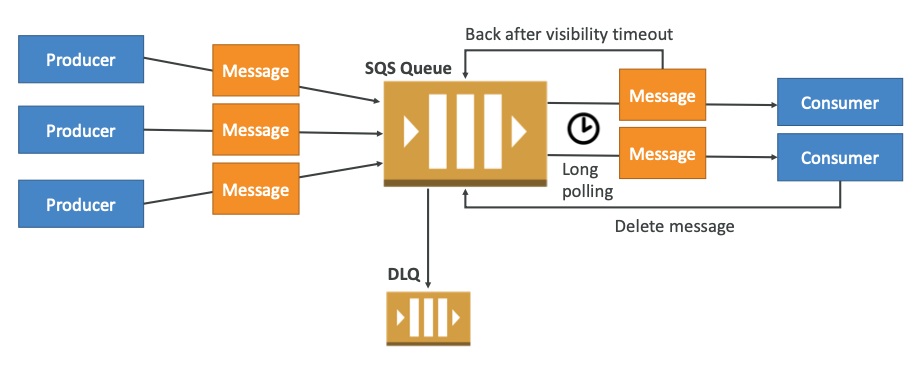 Back after visibility timeout
Producer
Message
SQS Queue
Message
Consumer
Producer
Message
Message
Consumer
Long
polling
Producer
Message
Delete message
DLQ